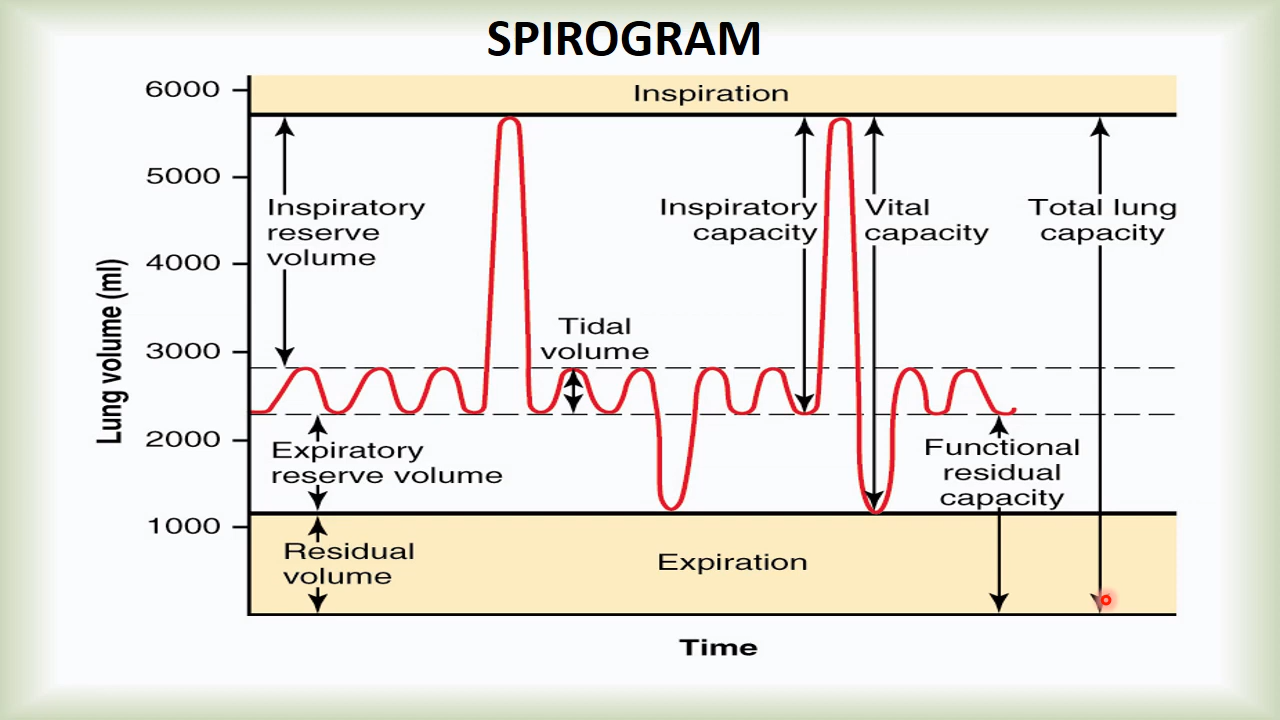 SPIROGRAM
6000
Inspiration
5000
Inspiratory
reserve
volume
Inspiratory
capacity
Vital
capacity
Total lung
capacity
4000
Lung volume (ml)
Tidal
volume
3000
2000
Expiratory
reserve volume
Functional
residual
capacity
1000
Residual
volume
Expiration
Time